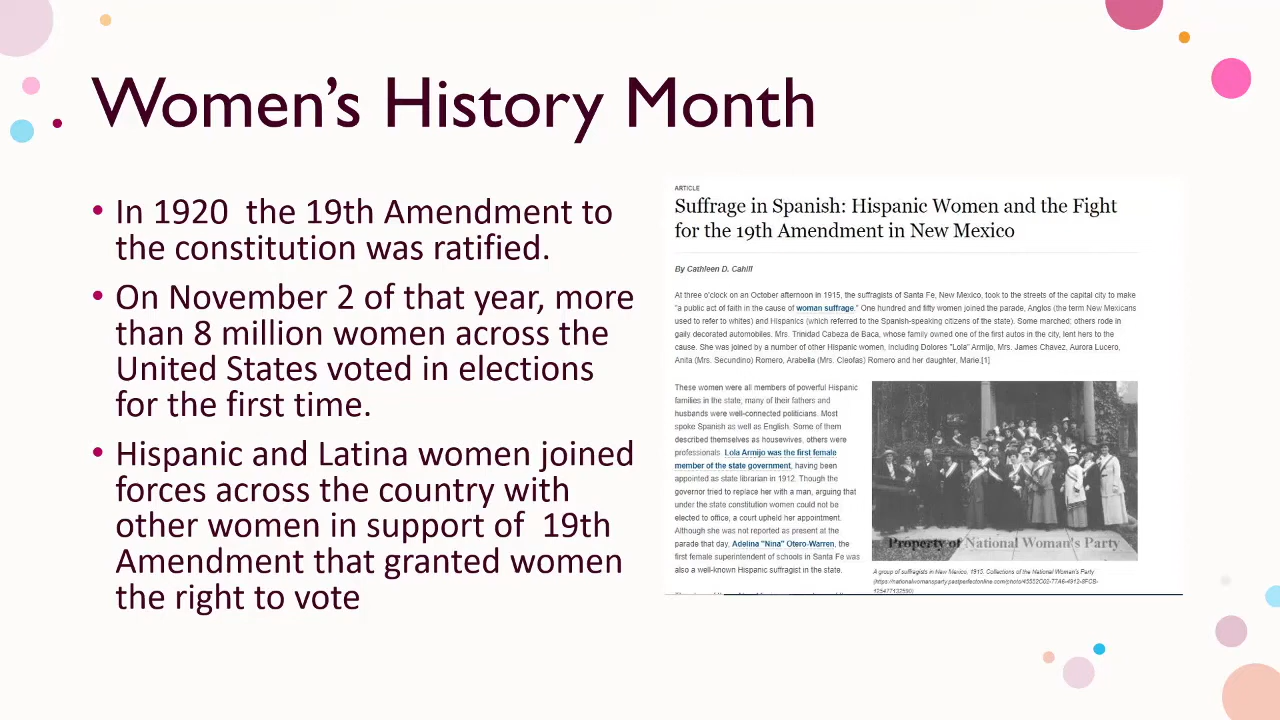 Women's History Month
• In 1920  the 19th Amendment to
the constitution was ratified.
• On November 2 of that year, more
than 8 million women across the
United States voted in elections
for the first time.
• Hispanic and Latina women joined
forces across the country with
other women in support of  19th
Amendment that granted women
the right to vote
ARTICLE
Suffrage in Spanish: Hispanic Women and the Fight
for the 19th Amendment in New Mexico
By Cathleen D. Cahill
At three o'clock on an October afternoon in 1915, the suffragists of Santa Fe, New Mexico, took to the streets of the capital city to make
"a public act of faith in the cause of woman suffrage." One hundred and fifty women joined the parade, Anglos (the term New Mexicans
used to refer to whites) and Hispanics (which referred to the Spanish-speaking citizens of the state). Some marched; others rode in
gaily decorated automobiles. Mrs. Trinidad Cabeza de Baca, whose family owned one of the first autos in the city, lent hers to the
cause. She was joined by a number of other Hispanic women, including Dolores "Lola" Armijo, Mrs. James Chavez, Aurora Lucero,
Anita (Mrs. Secundino) Romero, Arabella (Mrs. Cleofas) Romero and her daughter, Marie.[1]
These women were all members of powerful Hispanic
families in the state; many of their fathers and
husbands were well-connected politicians. Most
spoke Spanish as well as English. Some of them
described themselves as housewives, others were
professionals. Lola Armijo was the first female
member of the state government, having been
appointed as state librarian in 1912. Though the
governor tried to replace her with a man, arguing that
under the state constitution women could not be
elected to office, a court upheld her appointment.
Although she was not reported as present at the
parade that day, Adelina "Nina" Otero-Warren, the
first female superintendent of schools in Santa Fe was
also a well-known Hispanic suffragist in the state.
Property of National Woman's Party
A group of suffragists in New Mexico, 1915. Collections of the National Woman's Party